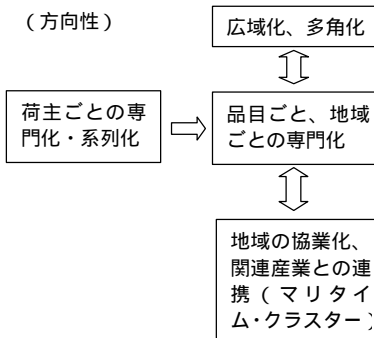 （方向性）
広域化、多角化
荷主ごとの専
門化・系列化
品目ごと、地域
ごとの専門化
地域の協業化、
関連産業との連
携（マリタイ
ム・クラスター）